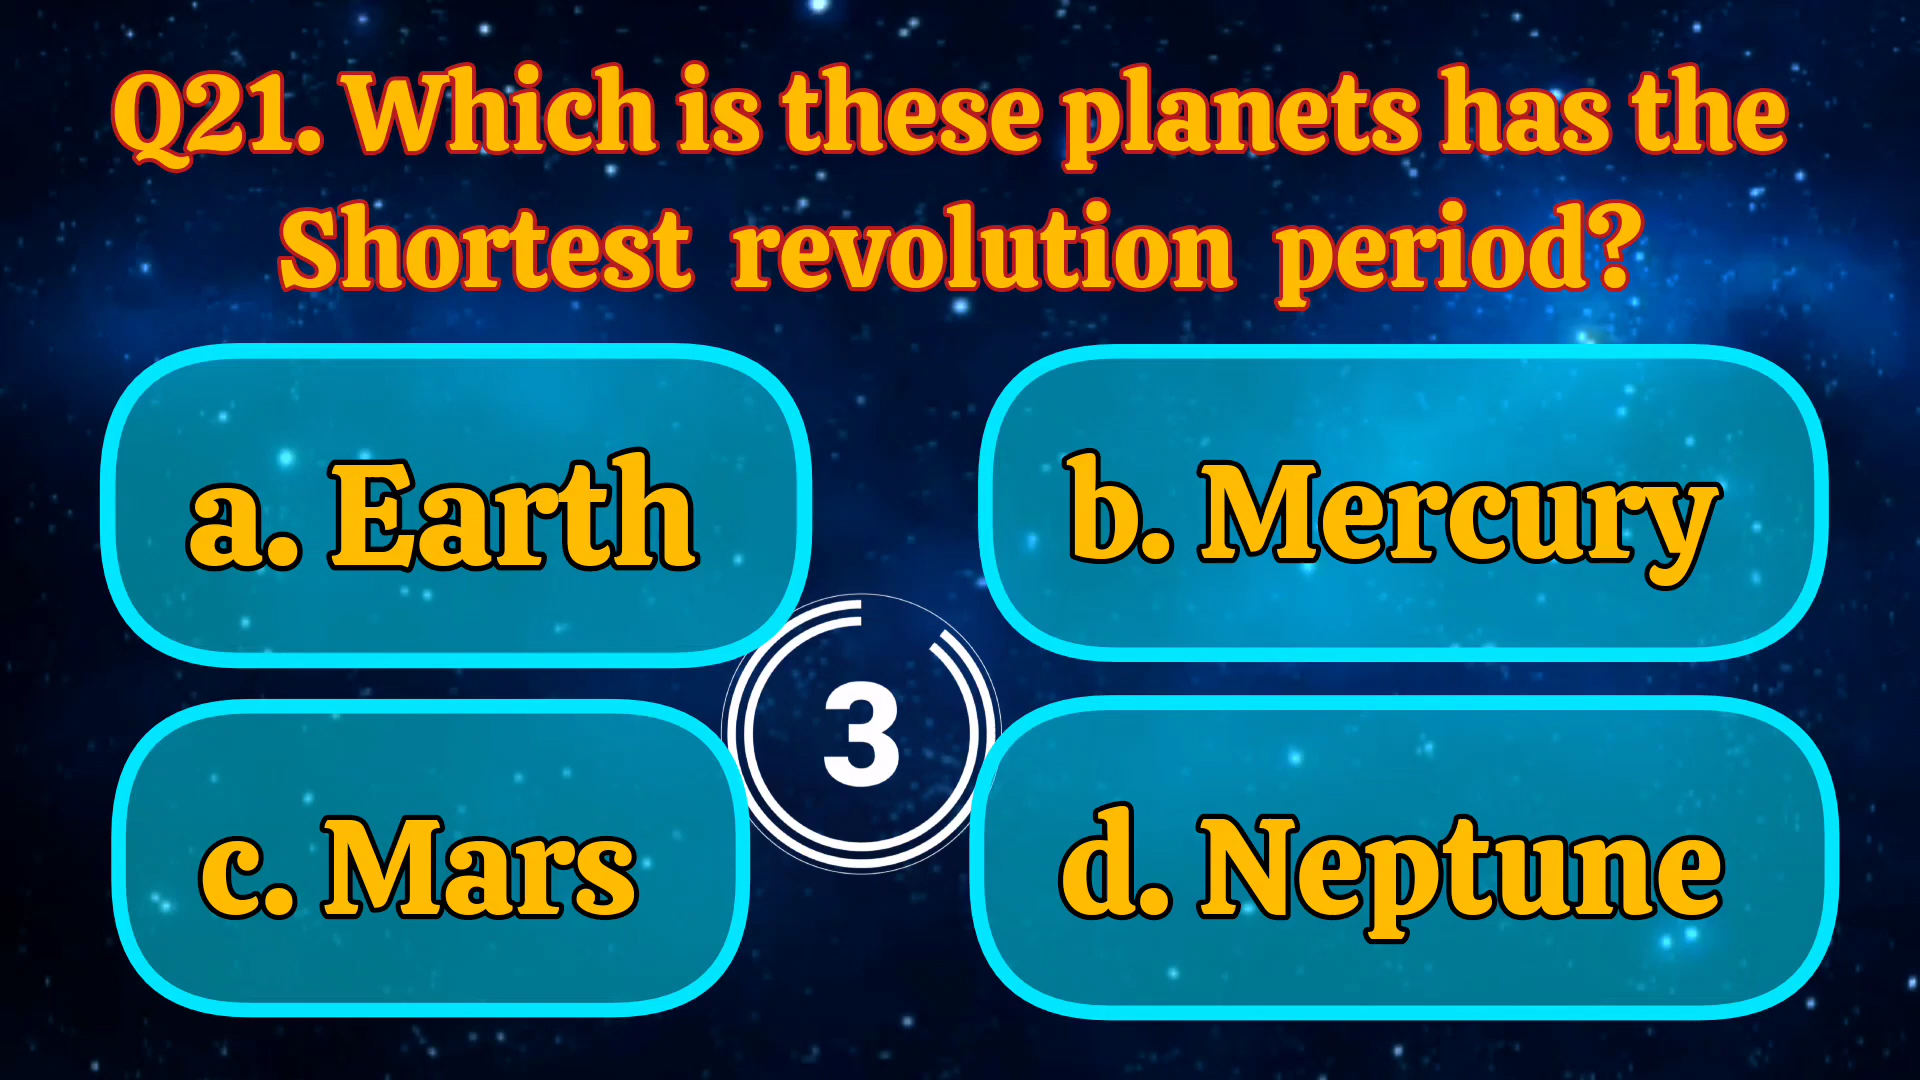 Q21. Which is these planets has the
Shortest revolution period?
a. Earth
b. Mercury
3
c. Mars
d. Neptune